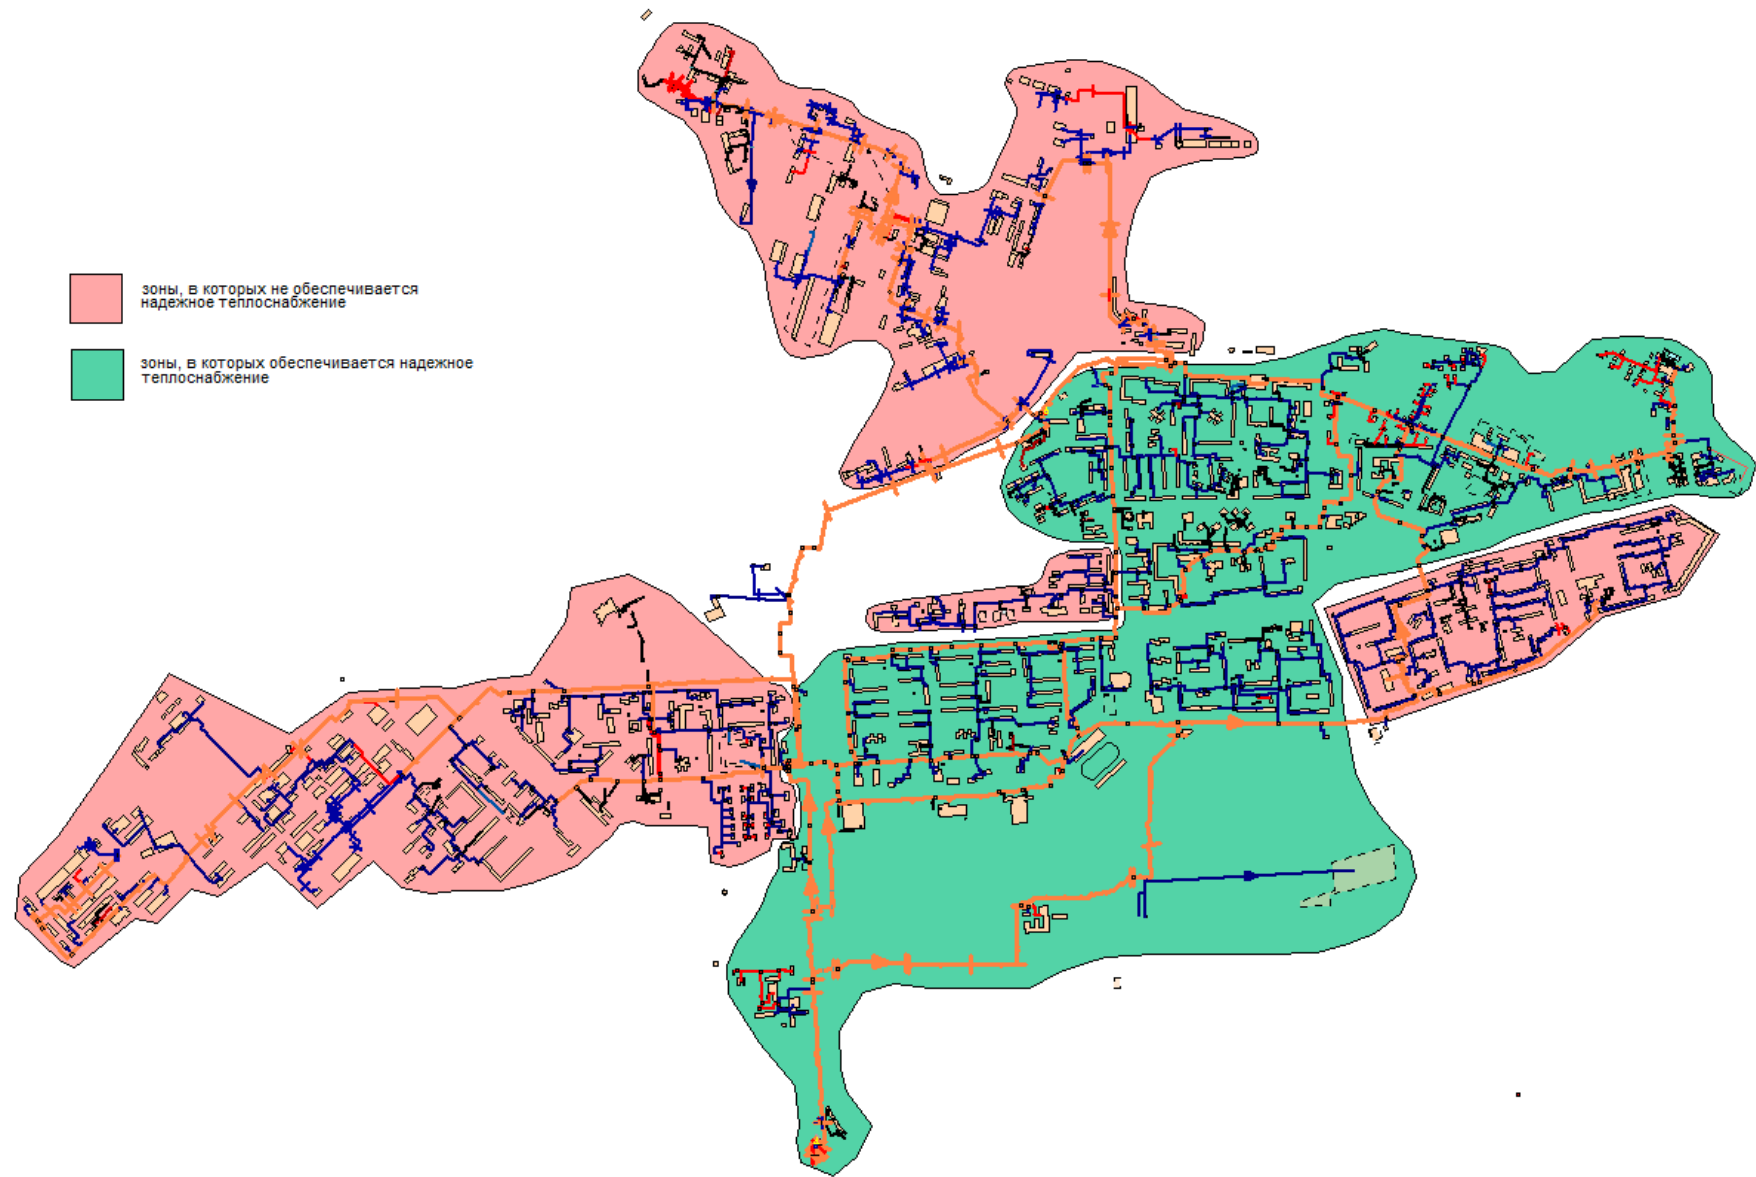 зоны, в которых не обеспечивается
надежное теплоснабжение
зоны, в которых обеспечивается надежное
теплоснабжение